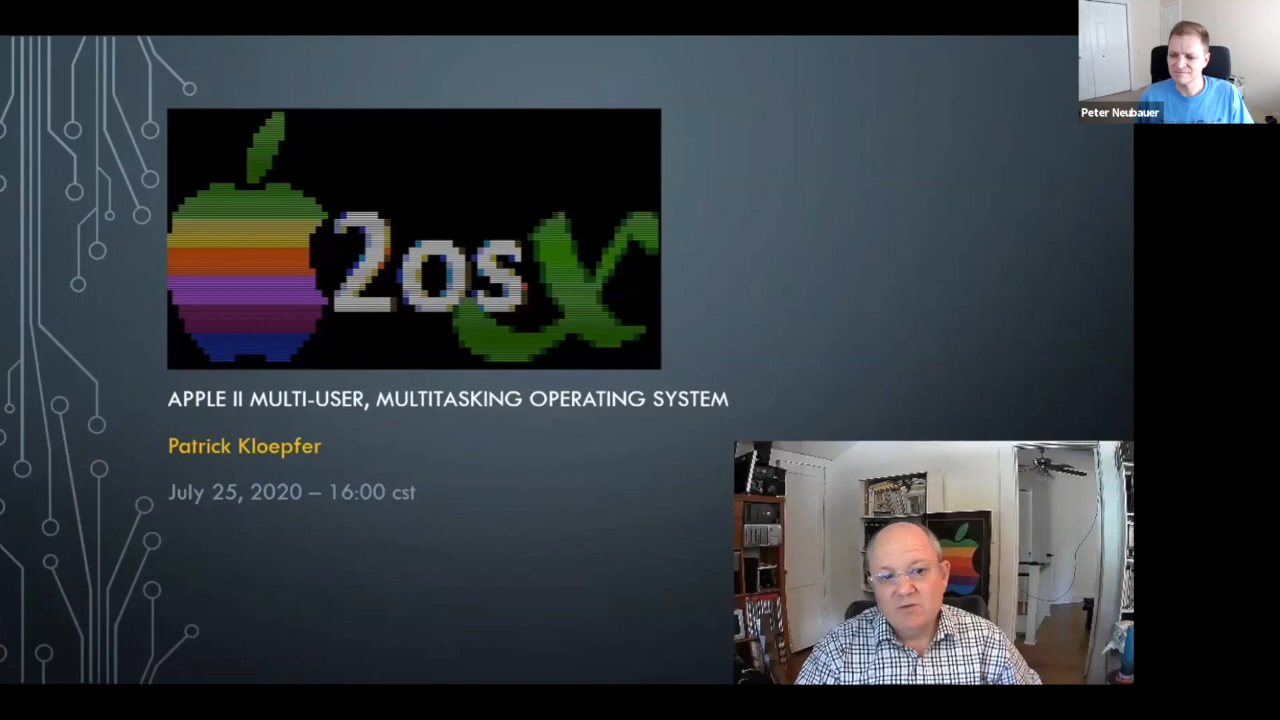 Peter Neubauer
2osX
APPLE II MULTI-USER, MULTITASKING OPERATING SYSTEM
Patrick Kloepfer
July 25, 2020 – 16:00 cst